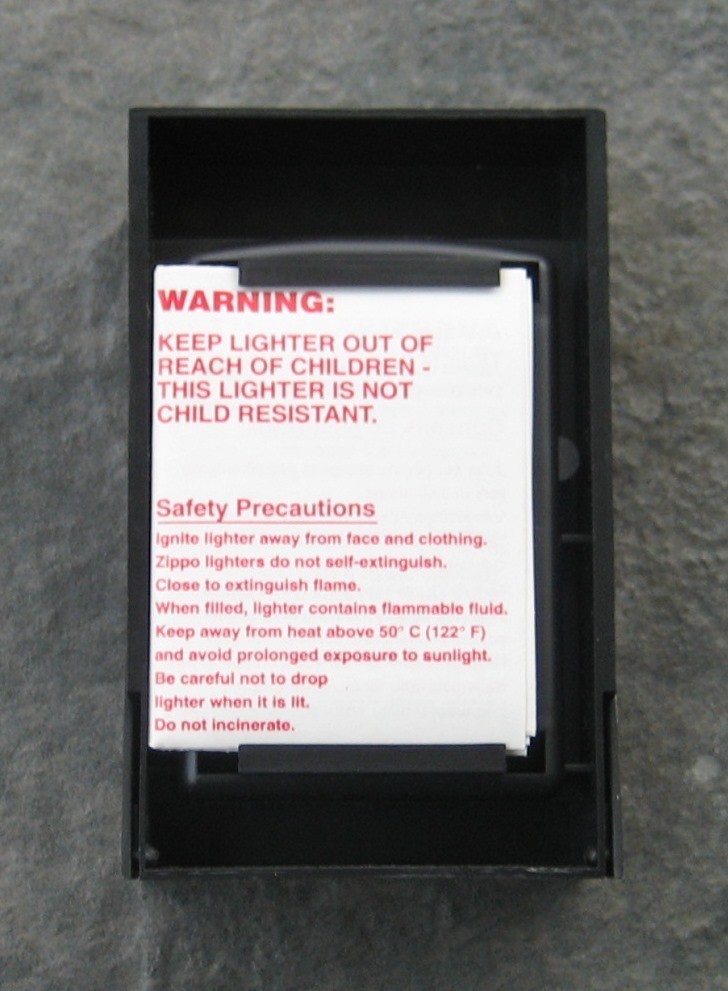 WARNING:
KEEP LIGHTER OUT OF
REACH OF CHILDREN -
THIS LIGHTER IS NOT
CHILD RESISTANT.
Safety Precautions
Ignite lighter away from face and clothing.
Zippo lighters do not self-extinguish.
Close to extinguish flame.
When filled, lighter contains flammable fluid.
Keep away from heat above 50° C (122° F)
and avoid prolonged exposure to sunlight.
Be careful not to drop
lighter when it is lit.
Do not incinerate.